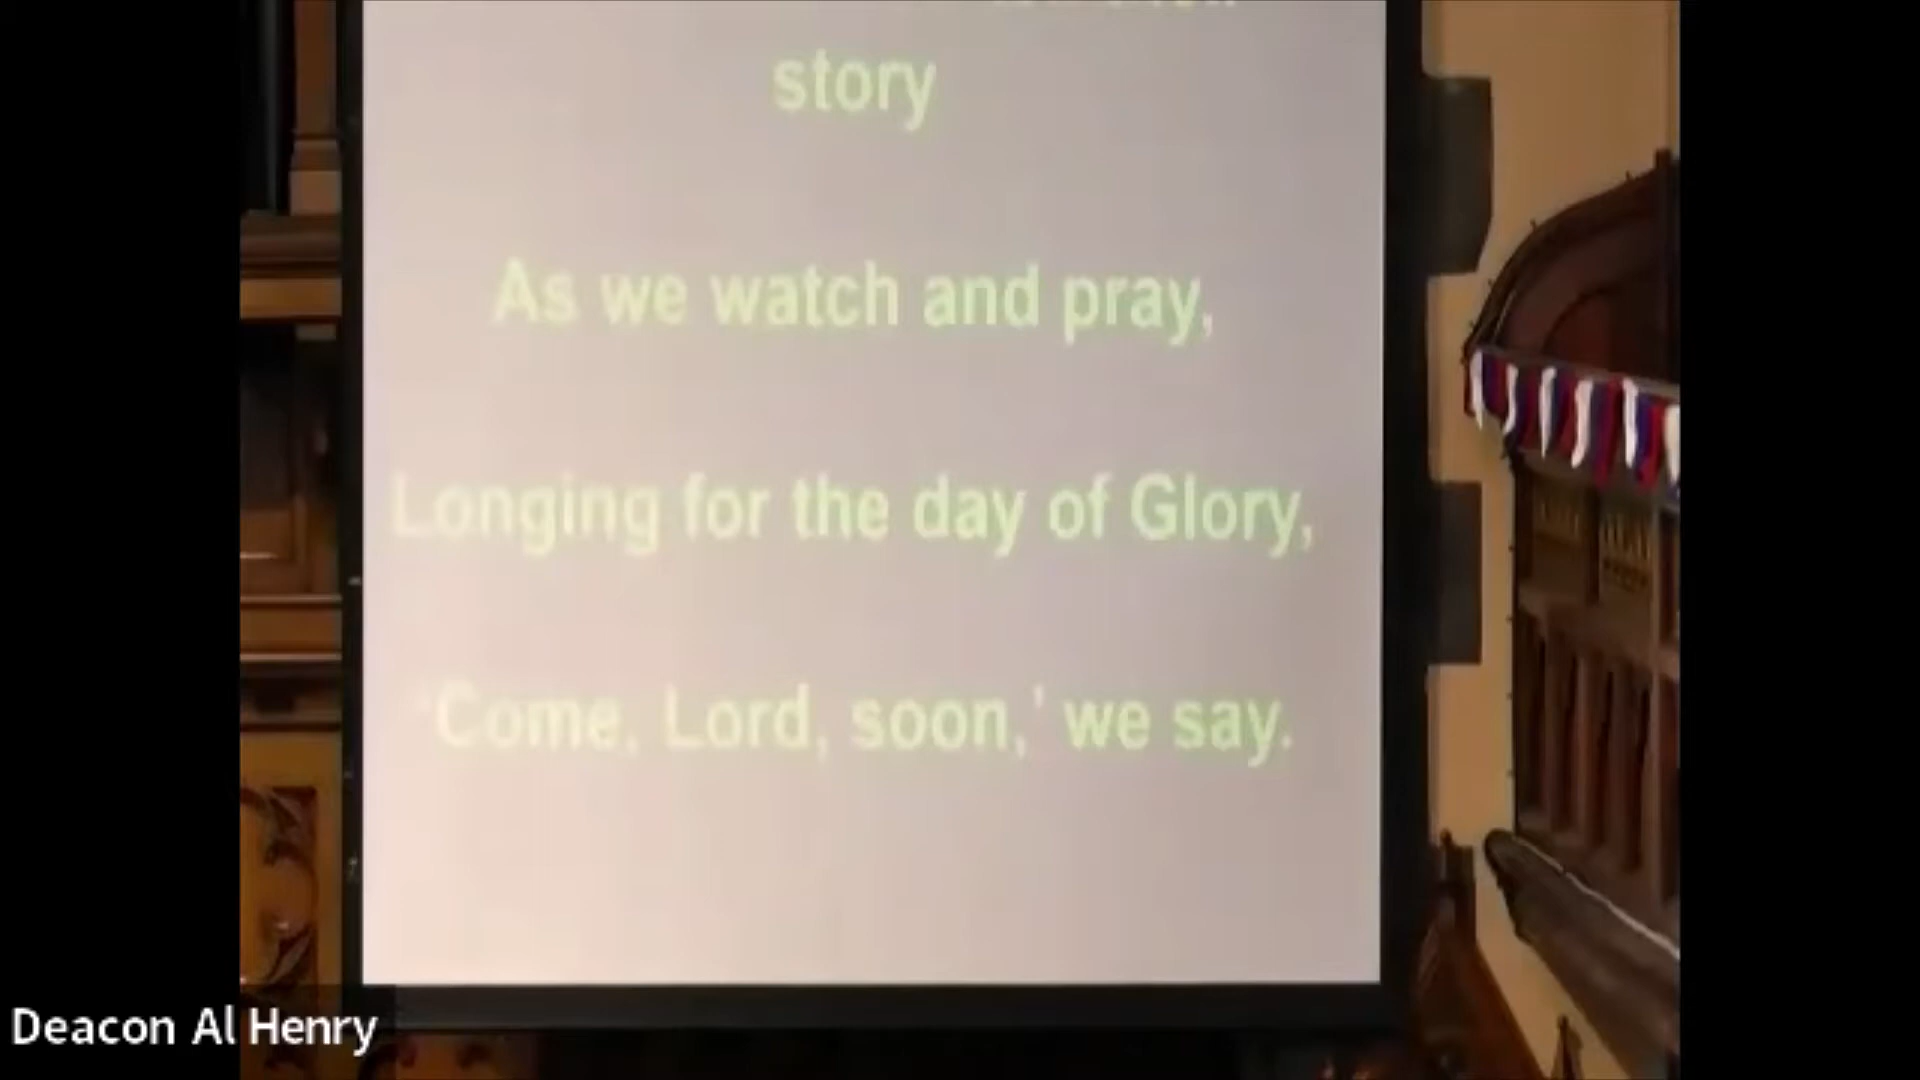 story
As we watch and pray,
Longing for the day of Glory,
'Come, Lord, soon,' we say.
Deacon Al Henry